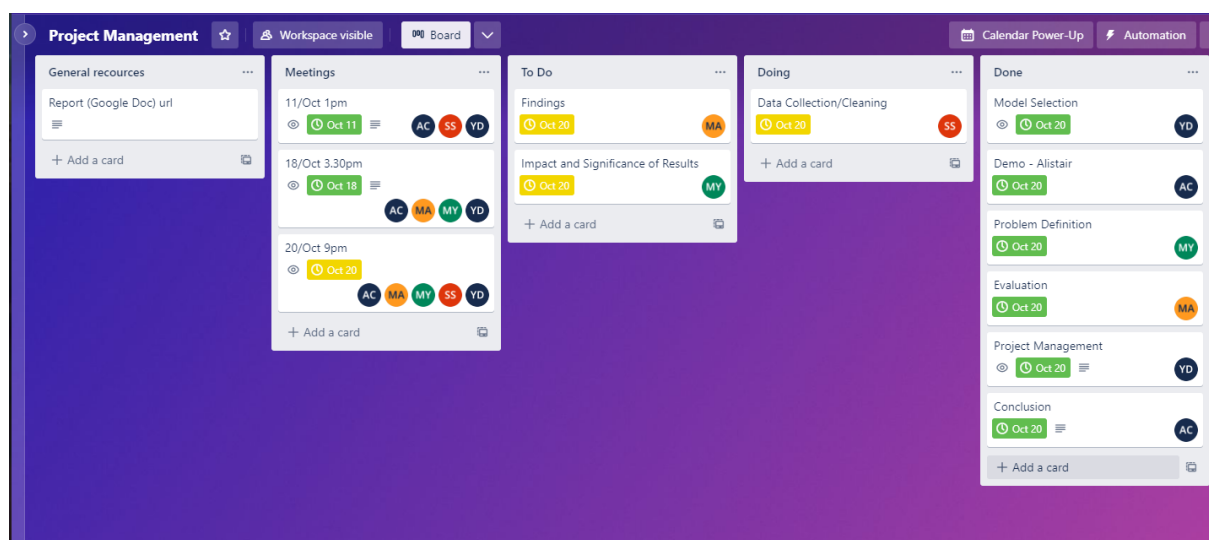 Project Management
Workspace visible
Board
Calendar Power-Up
Automation
General recources
Report (Google Doc) url
+ Add a card
Meetings
11/Oct 1pm
Oct 11
AC SS YD
18/Oct 3.30pm
Oct 18
AC MA MY YD
20/Oct 9pm
Oct 20
AC MA MY SS YD
+ Add a card
To Do
Findings
Oct 20
MA
Impact and Significance of Results
Oct 20
MY
+ Add a card
Doing
Data Collection/Cleaning
Oct 20
SS
+ Add a card
Done
Model Selection
Oct 20
YD
Demo - Alistair
Oct 20
AC
Problem Definition
Oct 20
MY
Evaluation
Oct 20
MA
Project Management
Oct 20
YD
Conclusion
Oct 20
AC
+ Add a card